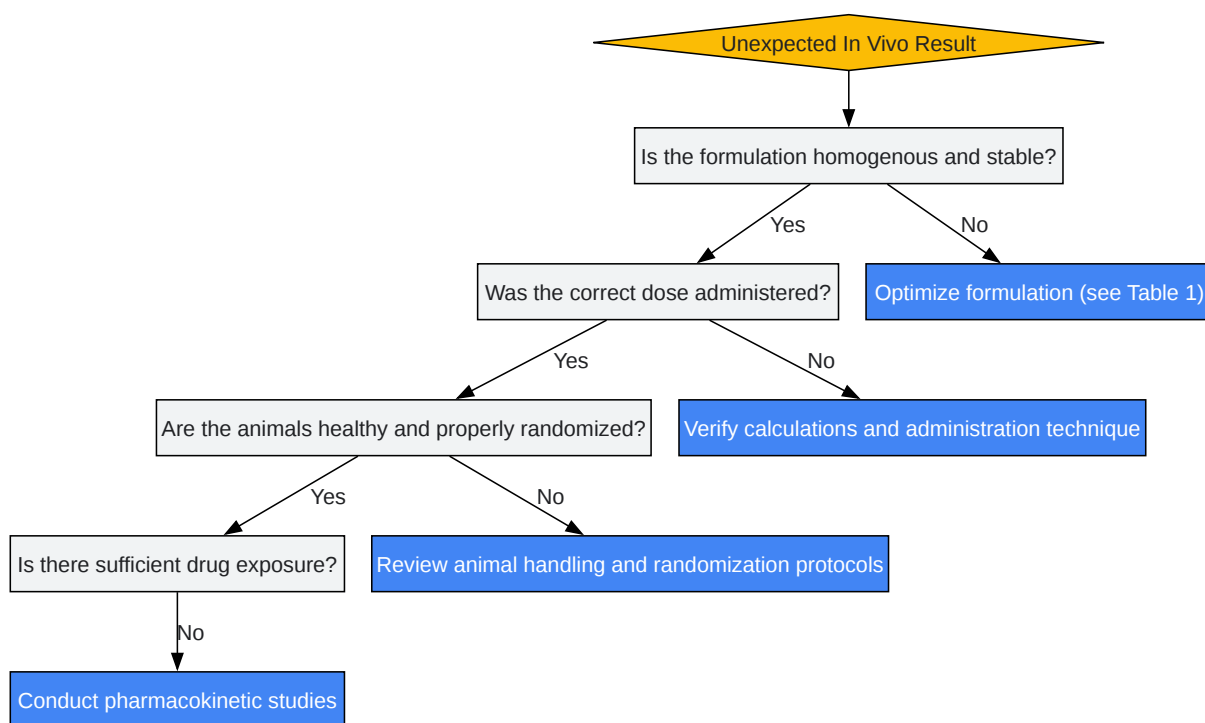 Unexpected In Vivo Result
Is the formulation homogenous and stable?
Yes
No
Was the correct dose administered?
Optimize formulation (see Table 1)
Yes
No
Are the animals healthy and properly randomized?
Verify calculations and administration technique
Yes
No
Is there sufficient drug exposure?
Review animal handling and randomization protocols
No
Conduct pharmacokinetic studies